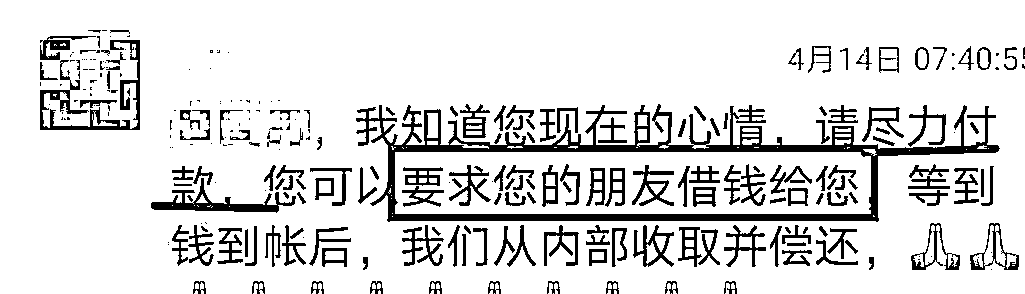 4月14日 07:40:55
，我知道您现在的心情，请尽力付
款，您可以要求您的朋友借钱给您，等到
钱到帐后，我们从内部收取并偿还，🙏🙏
🙏🙏🙏🙏🙏🙏🙏🙏🙏🙏